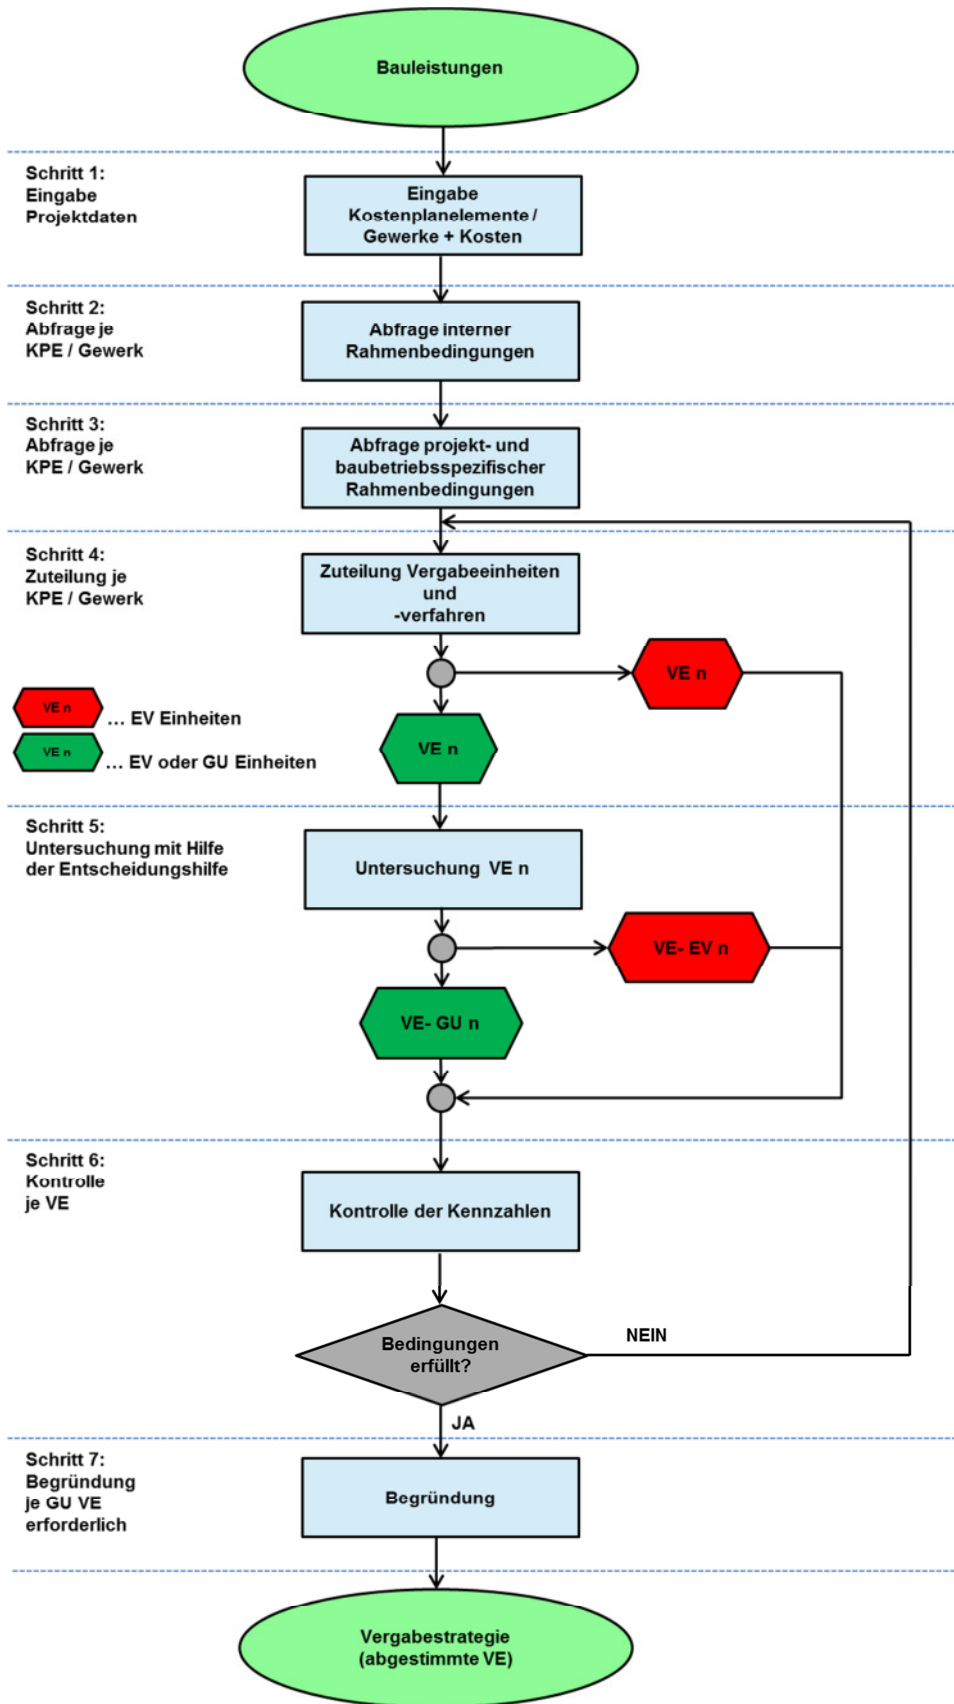 Bauleistungen
Schritt 1:
Eingabe
Projektdaten
Eingabe
Kostenplanelemente /
Gewerke + Kosten
Schritt 2:
Abfrage je
KPE / Gewerk
Abfrage interner
Rahmenbedingungen
Schritt 3:
Abfrage je
KPE / Gewerk
Abfrage projekt- und
baubetriebsspezifischer
Rahmenbedingungen
Schritt 4:
Zuteilung je
KPE / Gewerk
Zuteilung Vergabeeinheiten
und
-verfahren
VE n
VE n
VE n
... EV Einheiten
VE n
... EV oder GU Einheiten
Schritt 5:
Untersuchung mit Hilfe
der Entscheidungshilfe
Untersuchung VE n
VE- EV n
VE- GU n
Schritt 6:
Kontrolle
je VE
Kontrolle der Kennzahlen
Bedingungen
erfüllt?
NEIN
JA
Schritt 7:
Begründung
je GU VE
erforderlich
Begründung
Vergabestrategie
(abgestimmte VE)